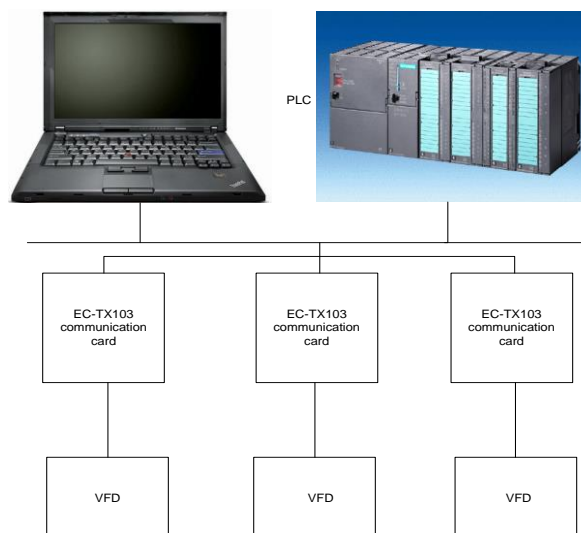 PLC
EC-TX103
communication
card
EC-TX103
communication
card
EC-TX103
communication
card
VFD
VFD
VFD